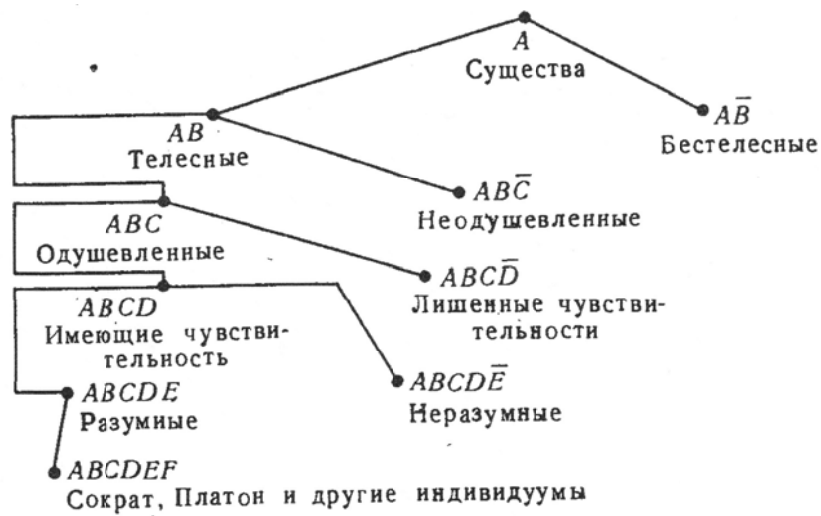 A
Существа
AB
Телесные
AB̅
Бестелесные
ABC̅
Неодушевленные
ABC
Одушевленные
ABCD̅
Лишенные чувстви-
тельности
ABCD
Имеющие чувстви-
тельность
ABCDE
Разумные
ABCDE̅
Неразумные
ABCDEF
Сократ, Платон и другие индивидуумы